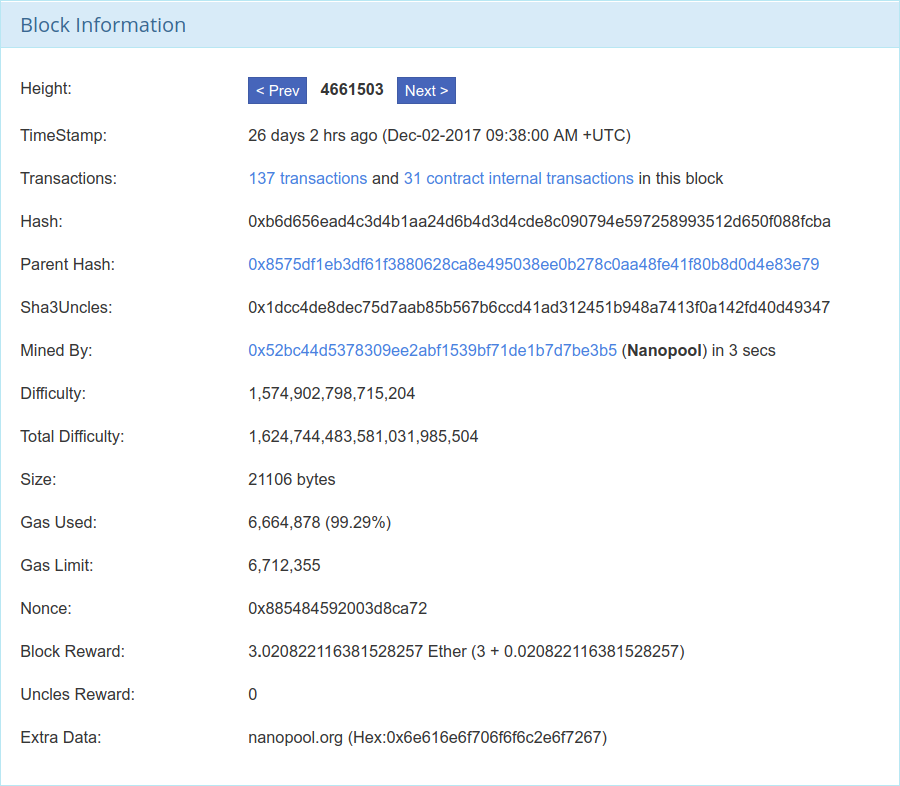 Block Information
Height: < Prev 4661503 Next >
TimeStamp: 26 days 2 hrs ago (Dec-02-2017 09:38:00 AM +UTC)
Transactions: 137 transactions and 31 contract internal transactions in this block
Hash: 0xb6d656ead4c3d4b1aa24d6b4d3d4cde8c090794e597258993512d650f088fcba
Parent Hash: 0x8575df1eb3df61f3880628ca8e495038ee0b278c0aa48fe41f80b8d0d4e83e79
Sha3Uncles: 0x1dcc4de8dec75d7aab85b567b6ccd41ad312451b948a7413f0a142fd40d49347
Mined By: 0x52bc44d5378309ee2abf1539bf71de1b7d7be3b5 (Nanopool) in 3 secs
Difficulty: 1,574,902,798,715,204
Total Difficulty: 1,624,744,483,581,031,985,504
Size: 21106 bytes
Gas Used: 6,664,878 (99.29%)
Gas Limit: 6,712,355
Nonce: 0x885484592003d8ca72
Block Reward: 3.020822116381528257 Ether (3 + 0.020822116381528257)
Uncles Reward: 0
Extra Data: nanopool.org (Hex:0x6e616e6f706f6f6c2e6f7267)